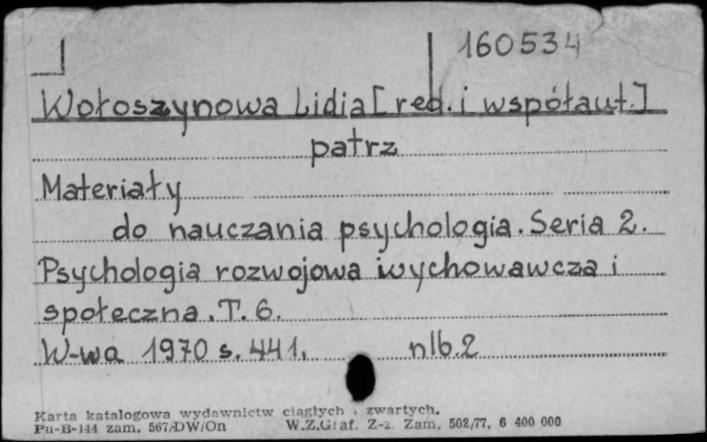 160534
Wołoszynowa Lidia [red. i współaut.]
patrz
Materiały
do nauczania psychologia. Seria 2.
Psychologia rozwojowa wychowawcza i
społeczna. T. 6.
W-wa 1970 s. 441. nlb. 2
Karta katalogowa wydawnictw ciągłych i zwartych.
Pu-B-144 zam. 567/DW/On W.Z.Graf. Z-z. Zam. 502/77, 6 400 000